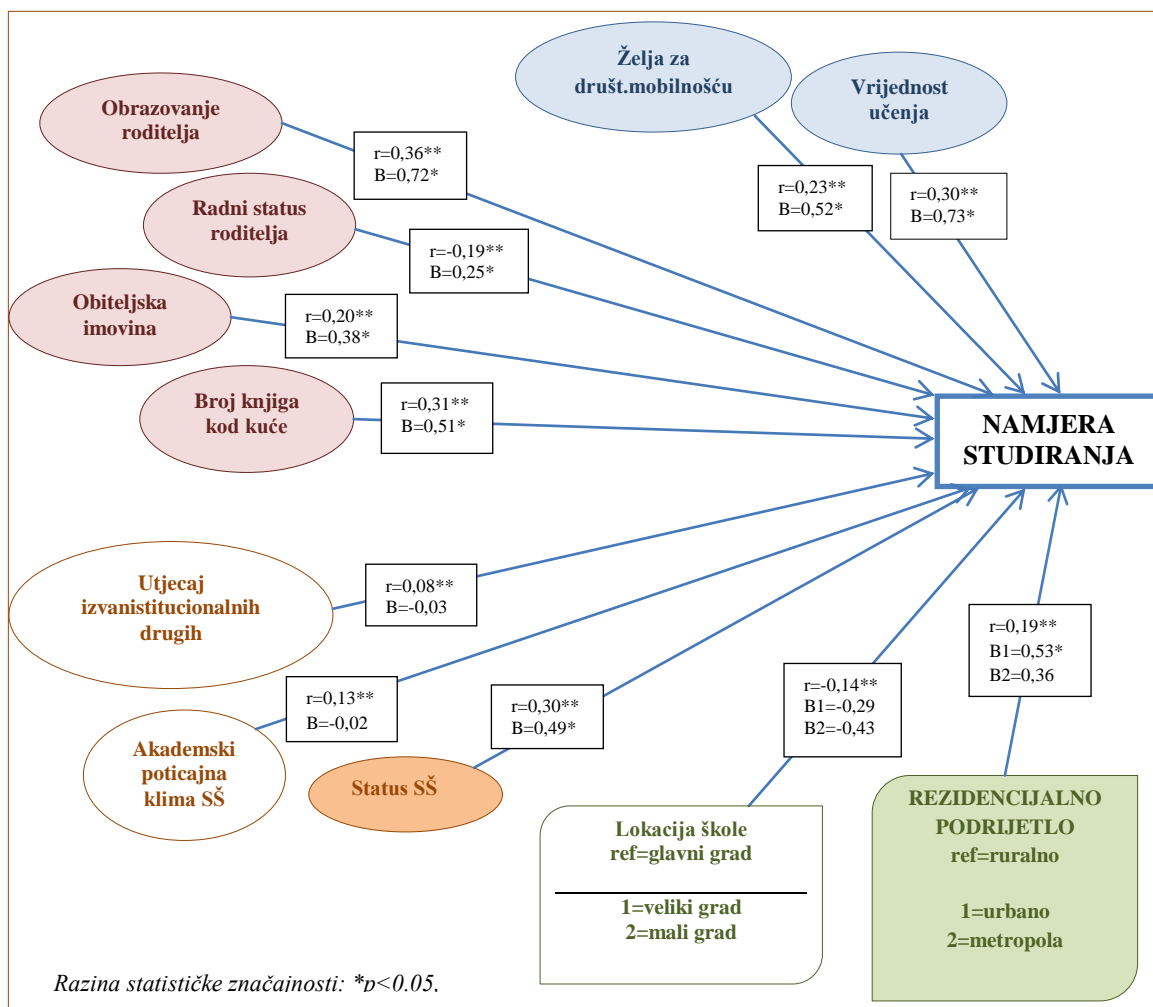 Želja za
društ.mobilnošću
Vrijednost
učenja
Obrazovanje
roditelja
r=0,36**
B=0,72*
r=0,23**
B=0,52*
r=0,30**
B=0,73*
Radni status
roditelja
r=-0,19**
B=0,25*
Obiteljska
imovina
r=0,20**
B=0,38*
Broj knjiga
kod kuće
r=0,31**
B=0,51*
NAMJERA
STUDIRANJA
Utjecaj
izvanistitucionalnih
drugih
r=0,08**
B=-0,03
r=0,19**
B1=0,53*
B2=0,36
r=0,13**
B=-0,02
r=0,30**
B=0,49*
r=-0,14**
B1=-0,29
B2=-0,43
Akademski
poticajna
klima SŠ
Status SŠ
Lokacija škole
ref=glavni grad
1=veliki grad
2=mali grad
REZIDENCIJALNO
PODRIJETLO
ref=ruralno
1=urbano
2=metropola
Razina statističke značajnosti: *p<0.05.